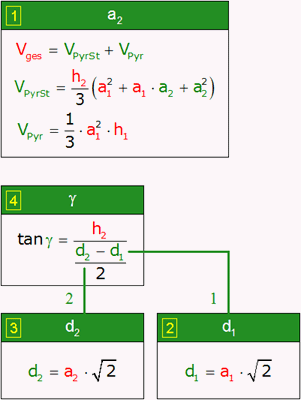 1 a₂
V_ges = V_PyrSt + V_Pyr
V_PyrSt = h₂/3 (a₁² + a₁ · a₂ + a₂²)
V_Pyr = 1/3 · a₁² · h₁
4 γ
tan γ = h₂ / ((d₂ − d₁)/2)
2 1
3 d₂ 2 d₁
d₂ = a₂ · √2 d₁ = a₁ · √2